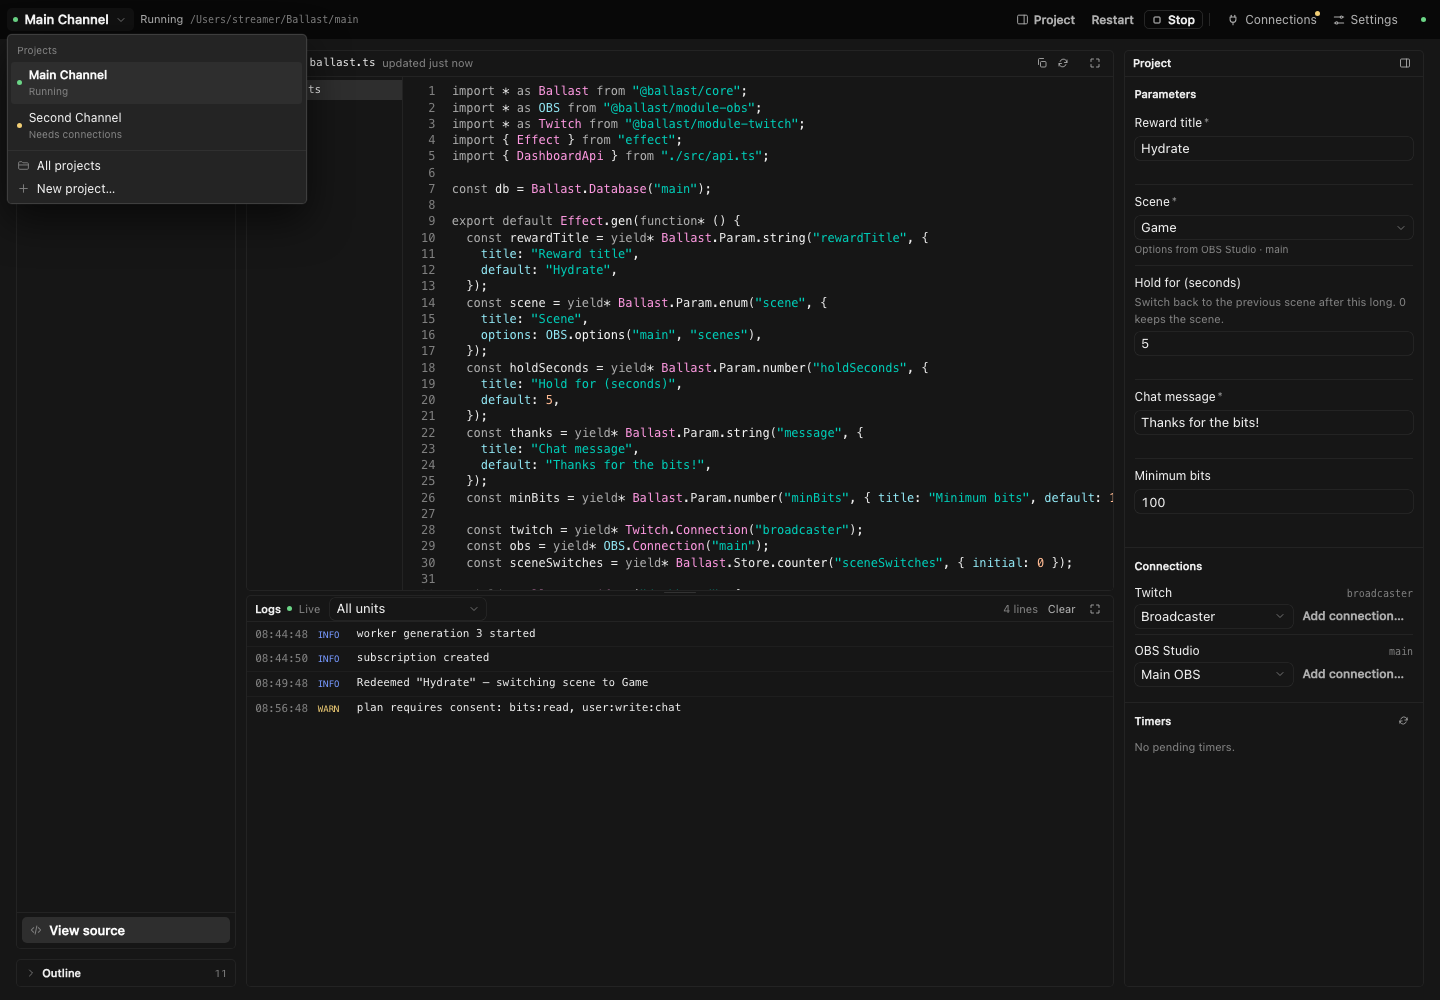 Main Channel
Running /Users/streamer/Ballast/main
Project
Restart
Stop
Connections
Settings
Projects
Main Channel
Running
Second Channel
Needs connections
All projects
New project...
View source
Outline 11
ballast.ts updated just now
ts
1 import * as Ballast from "@ballast/core";
2 import * as OBS from "@ballast/module-obs";
3 import * as Twitch from "@ballast/module-twitch";
4 import { Effect } from "effect";
5 import { DashboardApi } from "./src/api.ts";
6
7 const db = Ballast.Database("main");
8
9 export default Effect.gen(function* () {
10 const rewardTitle = yield* Ballast.Param.string("rewardTitle", {
11 title: "Reward title",
12 default: "Hydrate",
13 });
14 const scene = yield* Ballast.Param.enum("scene", {
15 title: "Scene",
16 options: OBS.options("main", "scenes"),
17 });
18 const holdSeconds = yield* Ballast.Param.number("holdSeconds", {
19 title: "Hold for (seconds)",
20 default: 5,
21 });
22 const thanks = yield* Ballast.Param.string("message", {
23 title: "Chat message",
24 default: "Thanks for the bits!",
25 });
26 const minBits = yield* Ballast.Param.number("minBits", { title: "Minimum bits", default: 1
27
28 const twitch = yield* Twitch.Connection("broadcaster");
29 const obs = yield* OBS.Connection("main");
30 const sceneSwitches = yield* Ballast.Store.counter("sceneSwitches", { initial: 0 });
31
Logs Live All units 4 lines Clear
08:44:48 INFO worker generation 3 started
08:44:50 INFO subscription created
08:49:48 INFO Redeemed "Hydrate" — switching scene to Game
08:56:48 WARN plan requires consent: bits:read, user:write:chat
Project
Parameters
Reward title*
Hydrate
Scene*
Game
Options from OBS Studio · main
Hold for (seconds)
Switch back to the previous scene after this long. 0
keeps the scene.
5
Chat message*
Thanks for the bits!
Minimum bits
100
Connections
Twitch broadcaster
Broadcaster Add connection...
OBS Studio main
Main OBS Add connection...
Timers
No pending timers.